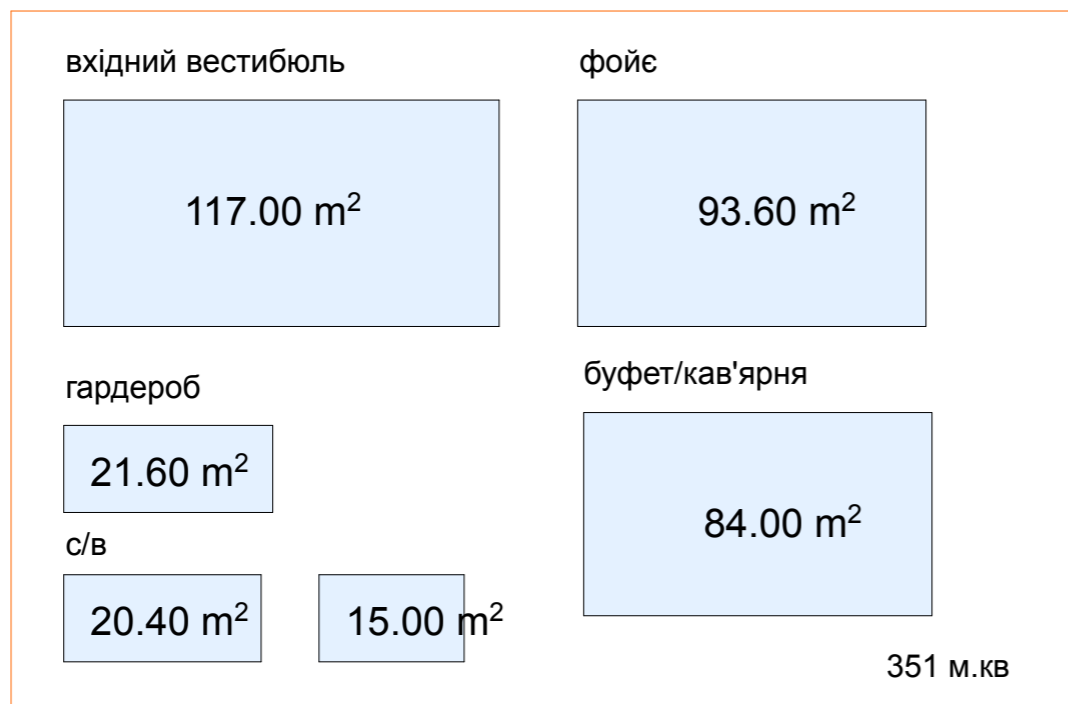 вхідний вестибюль
фойє
117.00 m²
93.60 m²
гардероб
буфет/кав'ярня
21.60 m²
84.00 m²
с/в
20.40 m²
15.00 m²
351 м.кв